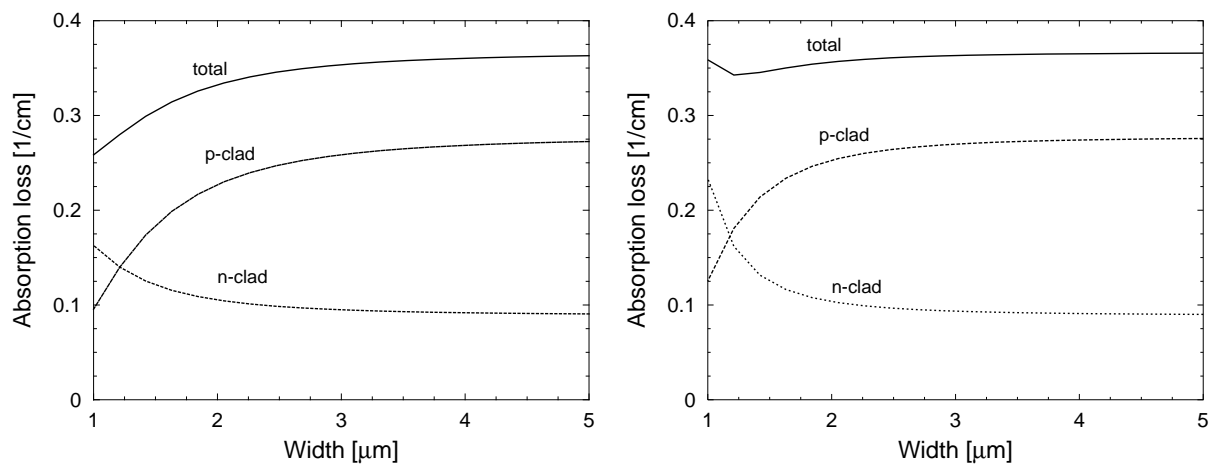 0.4
0.3
0.2
0.1
0
Absorption loss [1/cm]
total
p-clad
n-clad
1 2 3 4 5
Width [µm]
0.4
0.3
0.2
0.1
0
Absorption loss [1/cm]
total
p-clad
n-clad
1 2 3 4 5
Width [µm]